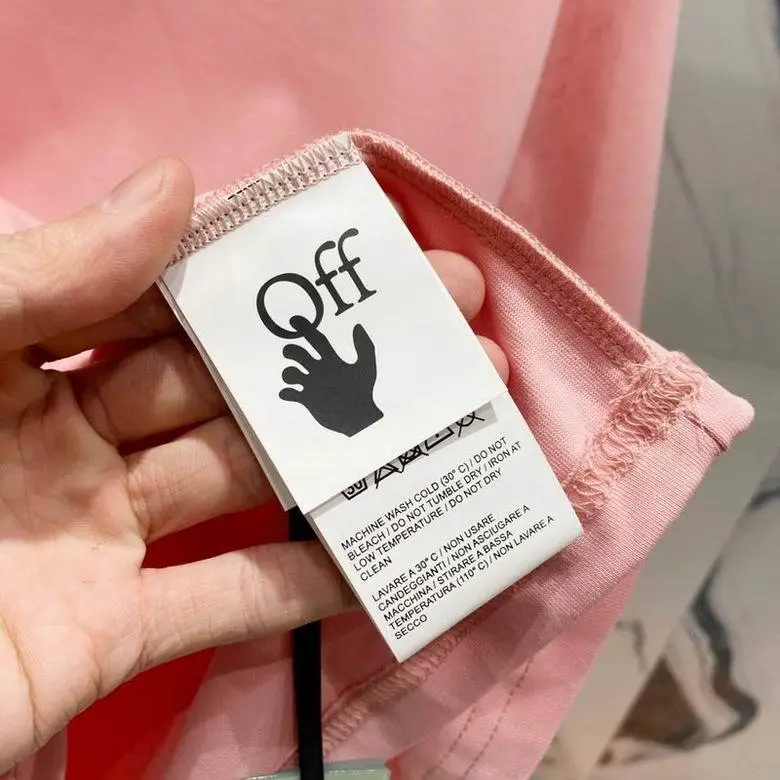 Off
30
MACHINE WASH COLD (30° C) / DO NOT
BLEACH / DO NOT TUMBLE DRY / IRON AT
LOW TEMPERATURE / DO NOT DRY
CLEAN
LAVARE A 30° C / NON USARE
CANDEGGIANTI / NON ASCIUGARE A
MACCHINA / STIRARE A BASSA
TEMPERATURA (110° C) / NON LAVARE A
SECCO